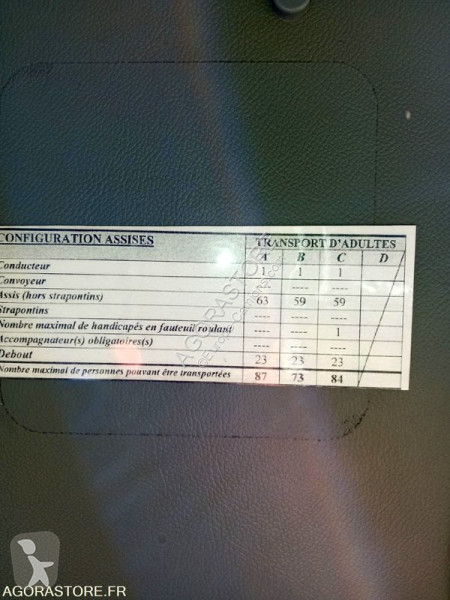 CONFIGURATION ASSISES TRANSPORT D'ADULTES
A B C D
Conducteur 1 1 1
Convoyeur ---- ---- ----
Assis (hors strapontins) 63 59 59
Strapontins ---- ---- ----
Nombre maximal de handicapés en fauteuil roulant ---- ---- 1
Accompagnateur(s) obligatoires(s) ---- ---- ----
Debout 23 23 23
Nombre maximal de personnes pouvant être transportées 87 73 84
AGORASTORE
AGORASTORE.FR